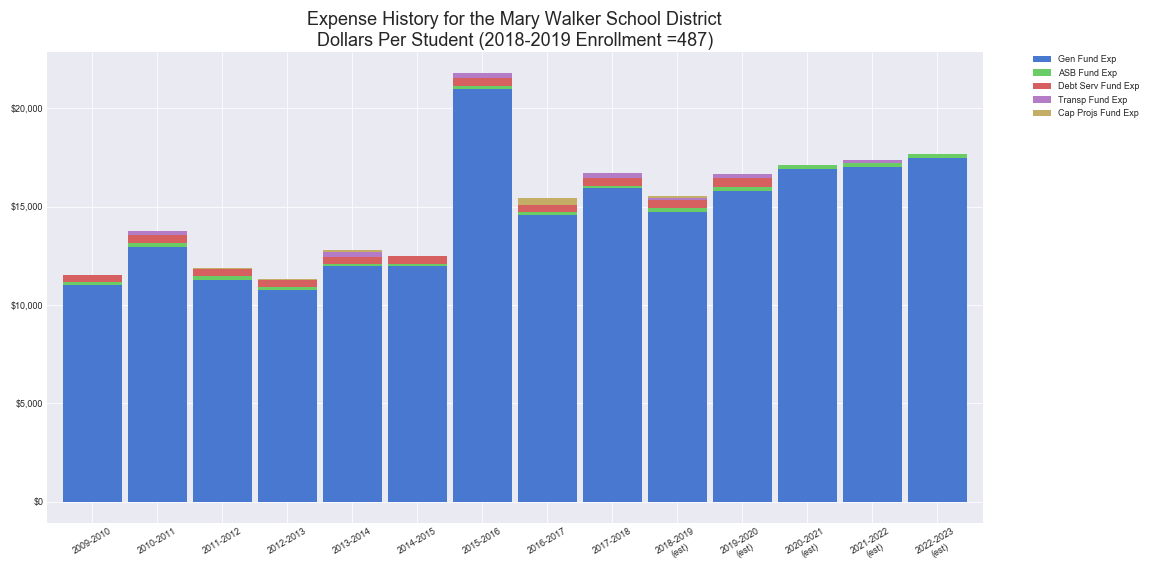 Expense History for the Mary Walker School District
Dollars Per Student (2018-2019 Enrollment =487)
Gen Fund Exp
ASB Fund Exp
Debt Serv Fund Exp
Transp Fund Exp
Cap Projs Fund Exp
$20,000
$15,000
$10,000
$5,000
$0
2009-2010
2010-2011
2011-2012
2012-2013
2013-2014
2014-2015
2015-2016
2016-2017
2017-2018
2018-2019
(est)
2019-2020
(est)
2020-2021
(est)
2021-2022
(est)
2022-2023
(est)